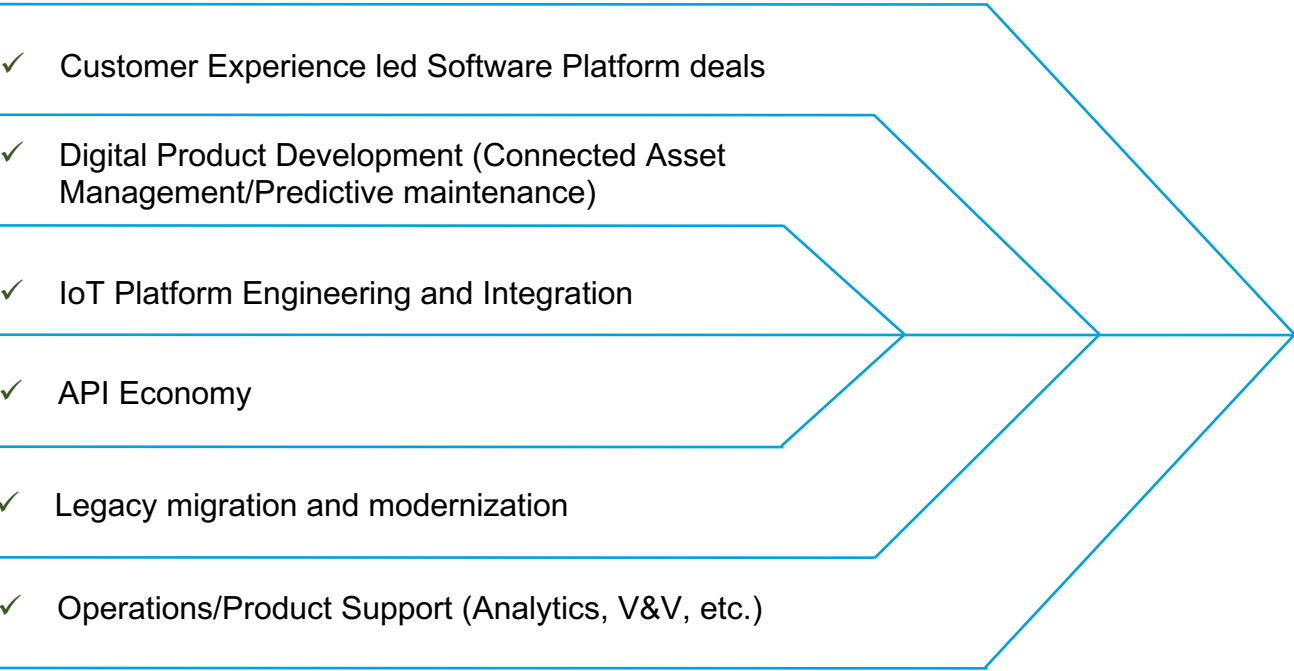 ✓ Customer Experience led Software Platform deals
✓ Digital Product Development (Connected Asset
Management/Predictive maintenance)
✓ IoT Platform Engineering and Integration
✓ API Economy
✓ Legacy migration and modernization
✓ Operations/Product Support (Analytics, V&V, etc.)